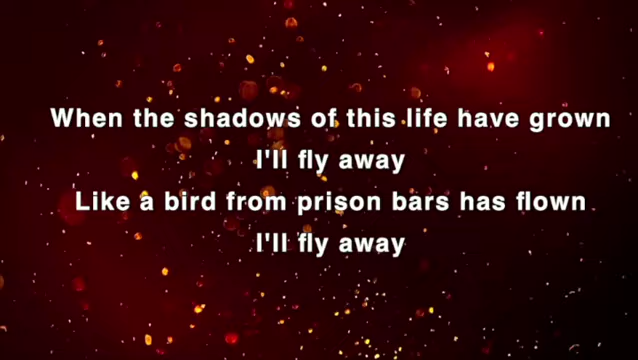 When the shadows of this life have grown
I'll fly away
Like a bird from prison bars has flown
I'll fly away